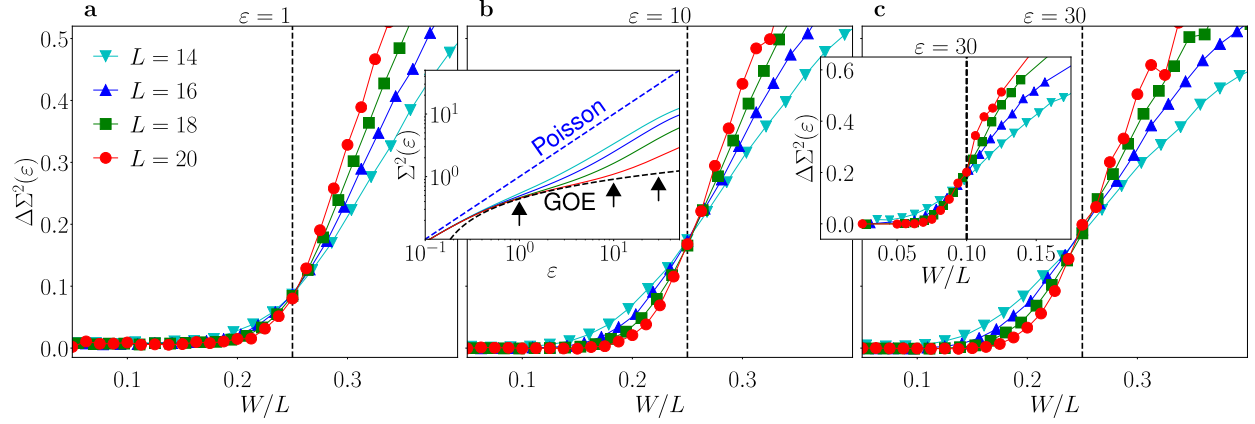 a
ε = 1
ΔΣ²(ε)
0.5
0.4
0.3
0.2
0.1
0.0
L = 14
L = 16
L = 18
L = 20
0.1 0.2 0.3
W/L
b
ε = 10
Σ²(ε)
10¹
10⁰
Poisson
GOE
10⁻¹ 10⁰ 10¹
ε
0.1 0.2 0.3
W/L
c
ε = 30
ε = 30
ΔΣ²(ε)
0.6
0.4
0.2
0.0
0.05 0.10 0.15
W/L
0.1 0.2 0.3
W/L